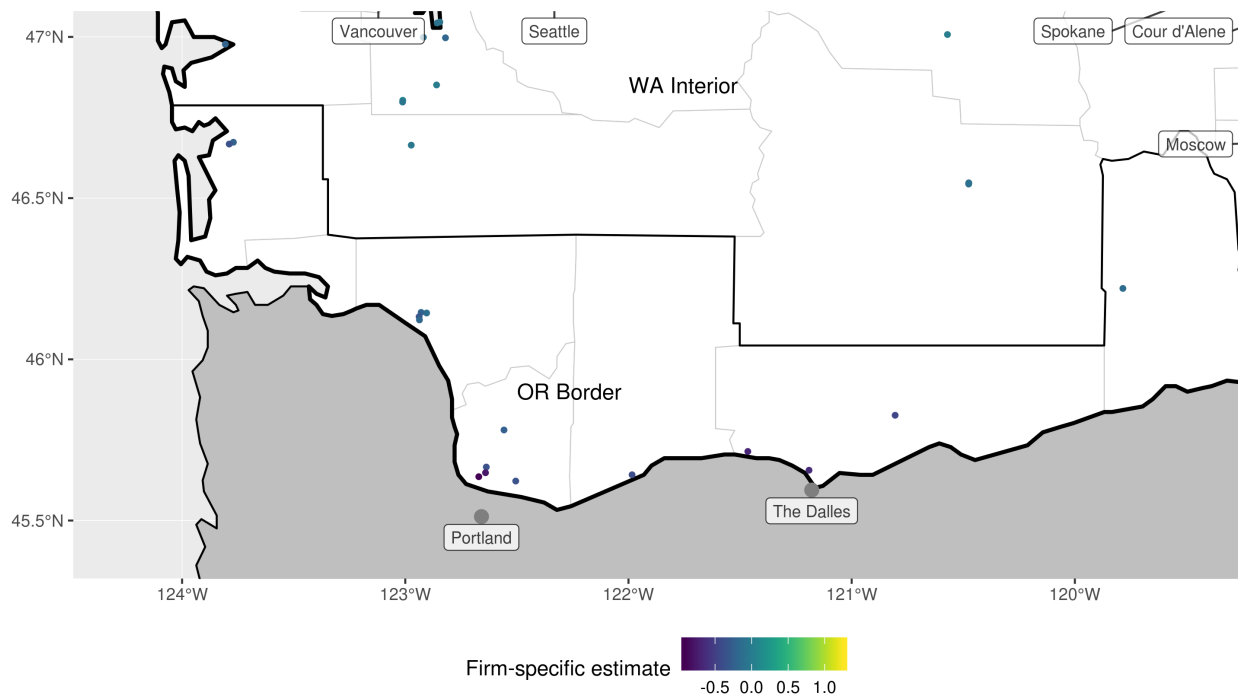 47°N
46.5°N
46°N
45.5°N
Vancouver
Seattle
Spokane
Cour d'Alene
WA Interior
Moscow
OR Border
The Dalles
Portland
124°W
123°W
122°W
121°W
120°W
Firm-specific estimate
-0.5
0.0
0.5
1.0